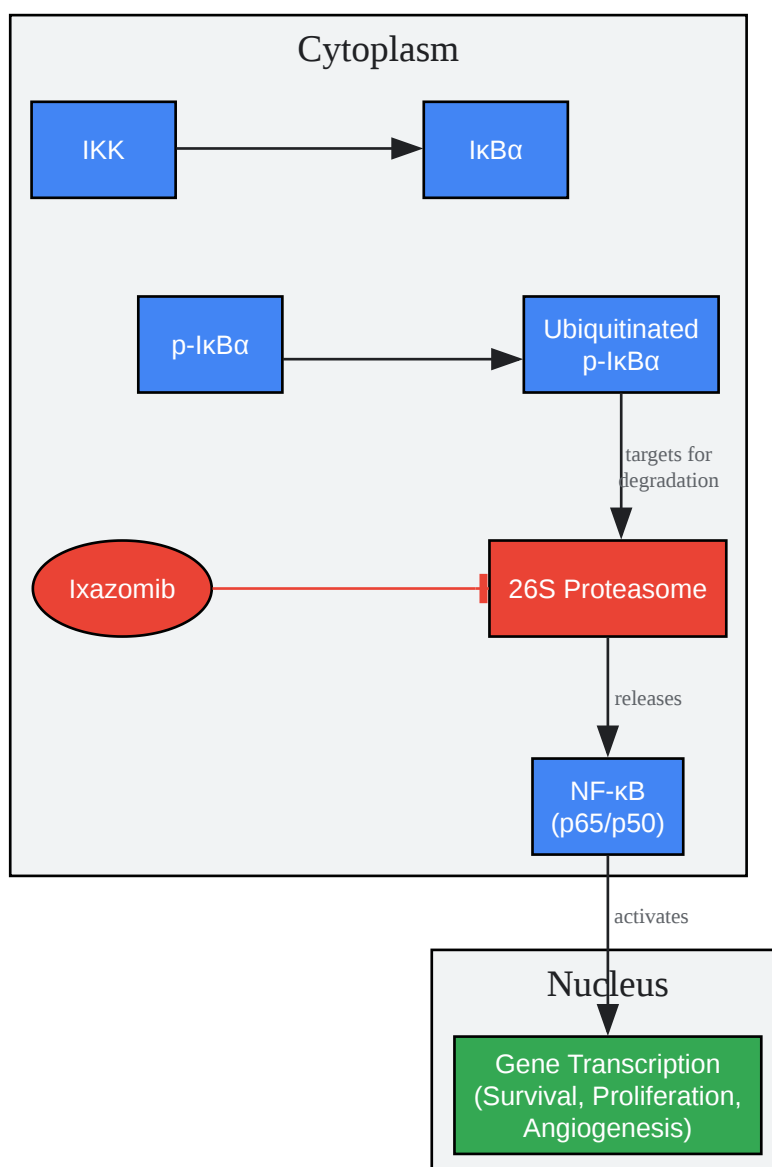 Cytoplasm
IKK
IκBα
p-IκBα
Ubiquitinated
p-IκBα
targets for
degradation
Ixazomib
26S Proteasome
releases
NF-κB
(p65/p50)
activates
Nucleus
Gene Transcription
(Survival, Proliferation,
Angiogenesis)